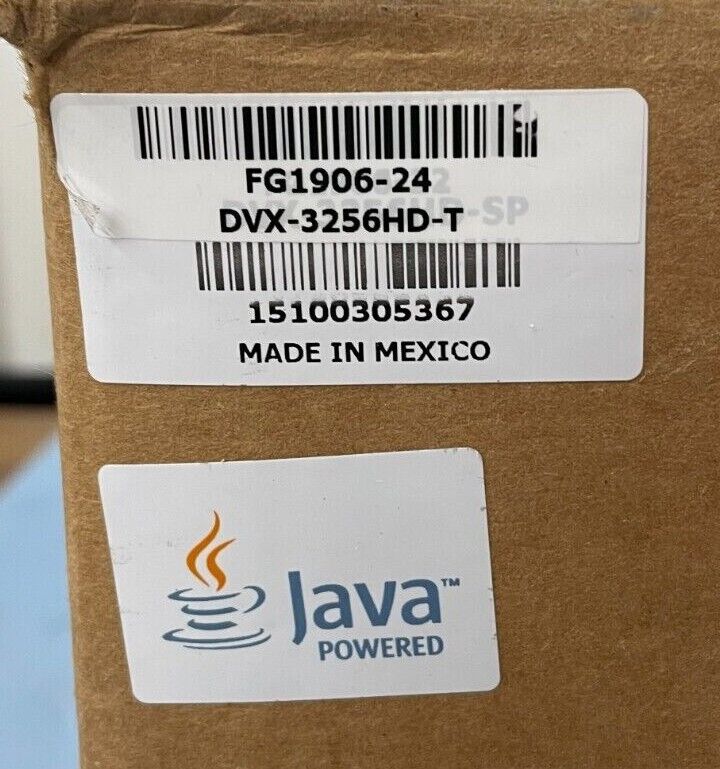 FG1906-24
DVX-3256HD-T
15100305367
MADE IN MEXICO
Java™
POWERED